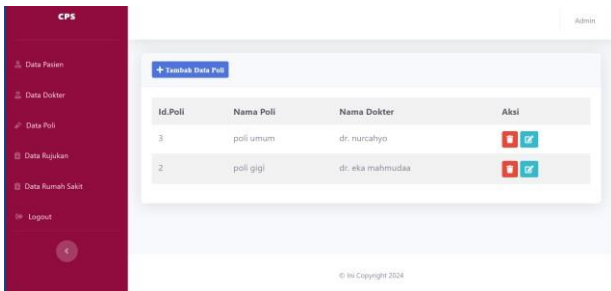 CPS
Admin
Data Pasien
Data Dokter
Data Poli
Data Rujukan
Data Rumah Sakit
Logout
+ Tambah Data Poli
Id.Poli Nama Poli Nama Dokter Aksi
3 poli umum dr. nurcahyo
2 poli gigi dr. eka mahmudaa
© Ini Copyright 2024